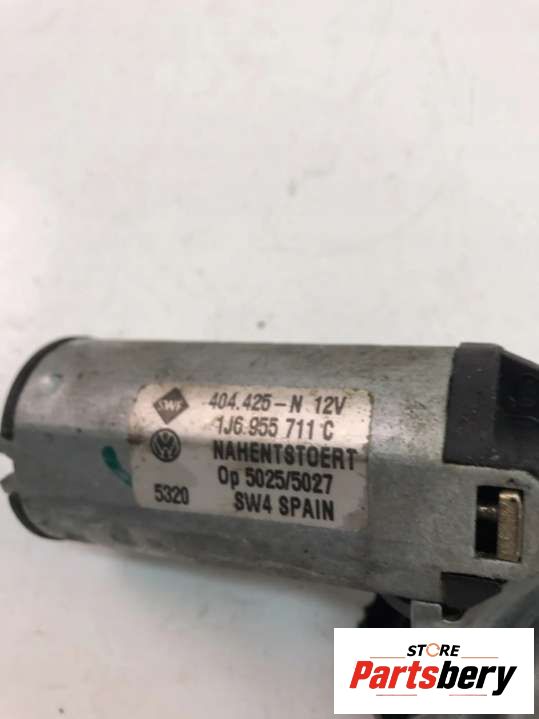 SWF 404.425-N 12V
1J6.955 711 C
NAHENTSTOERT
Op 5025/5027
5320 SW4 SPAIN
STORE
Partsbery